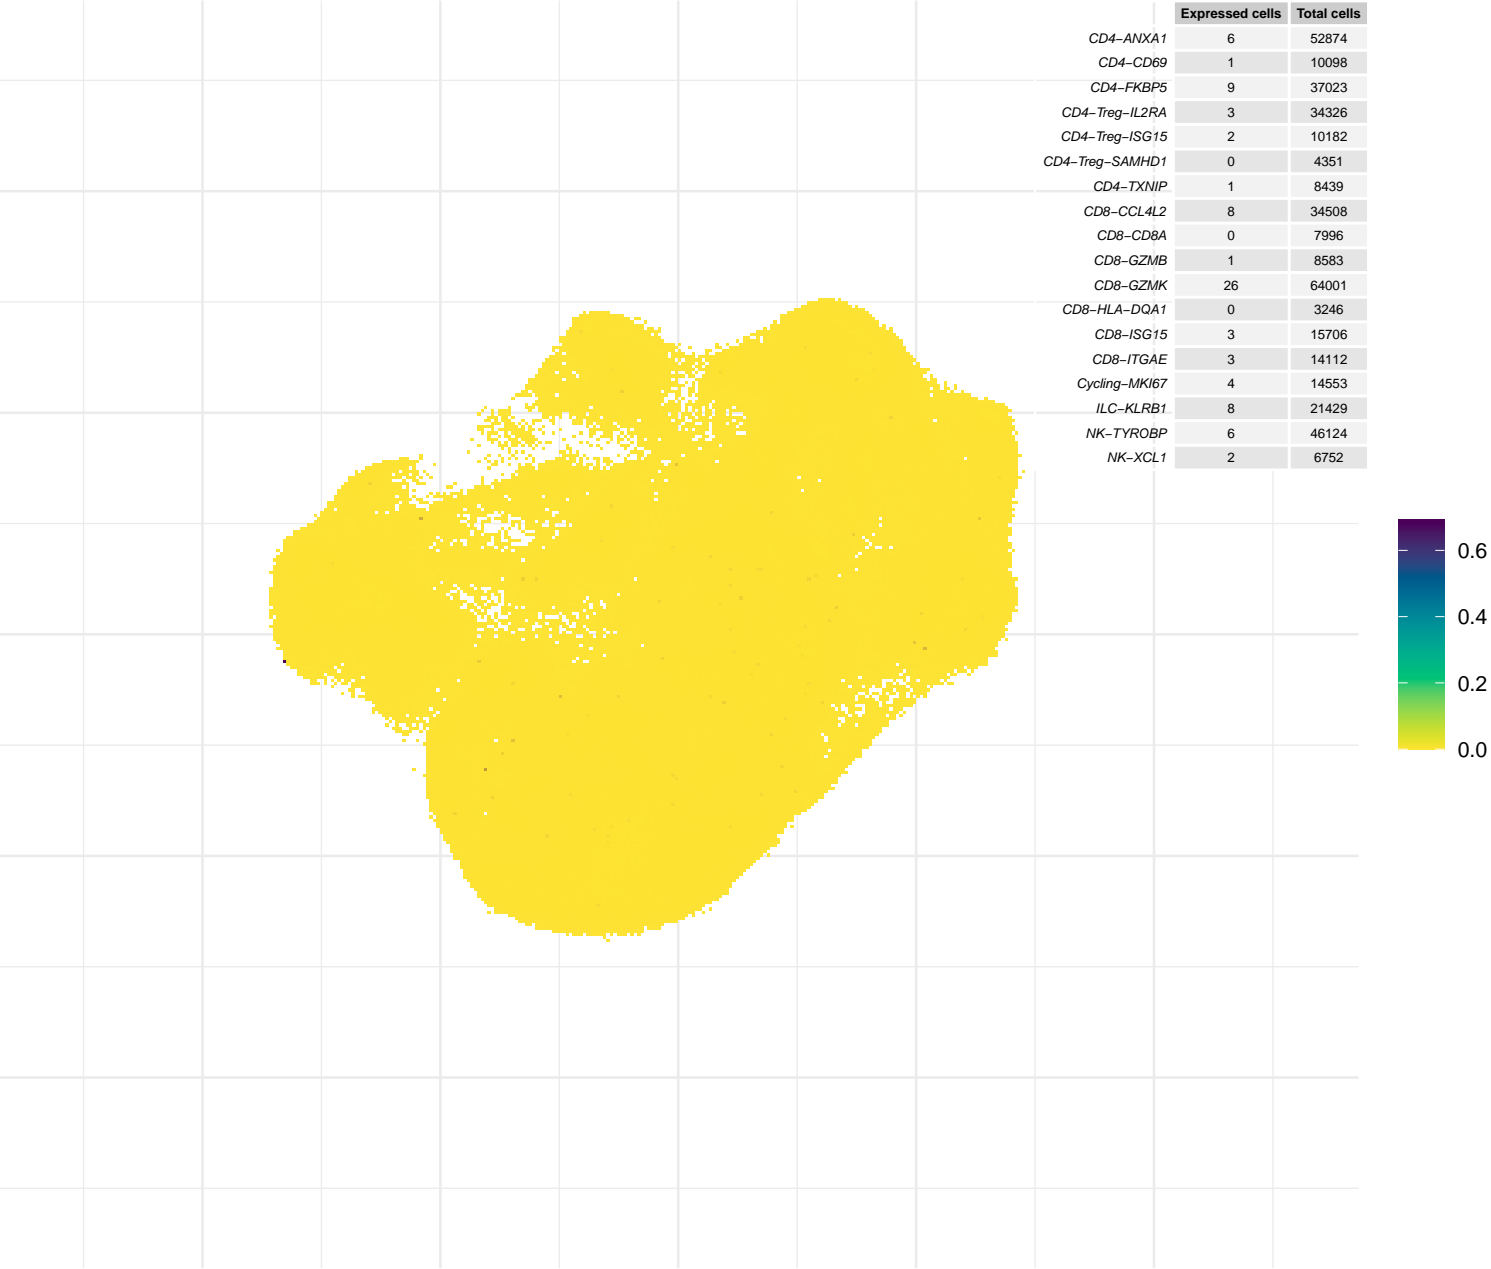 Expressed cells Total cells
CD4−ANXA1 6 52874
CD4−CD69 1 10098
CD4−FKBP5 9 37023
CD4−Treg−IL2RA 3 34326
CD4−Treg−ISG15 2 10182
CD4−Treg−SAMHD1 0 4351
CD4−TXNIP 1 8439
CD8−CCL4L2 8 34508
CD8−CD8A 0 7996
CD8−GZMB 1 8583
CD8−GZMK 26 64001
CD8−HLA−DQA1 0 3246
CD8−ISG15 3 15706
CD8−ITGAE 3 14112
Cycling−MKI67 4 14553
ILC−KLRB1 8 21429
NK−TYROBP 6 46124
NK−XCL1 2 6752
0.6
0.4
0.2
0.0